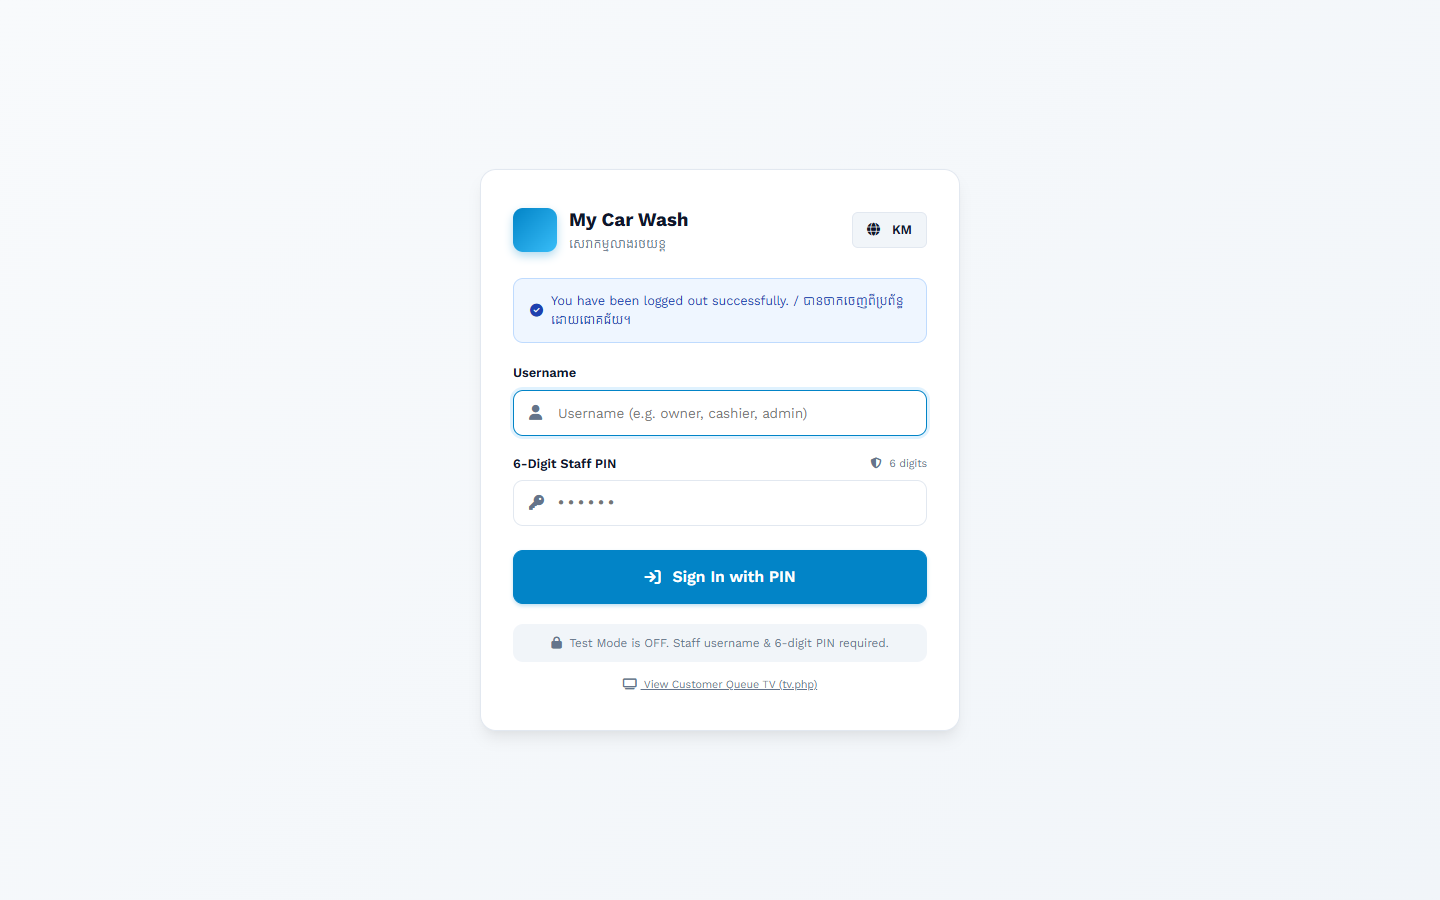 My Car Wash
សេវាកម្មលាងរថយន្ត
KM
You have been logged out successfully. / បានចាកចេញពីប្រព័ន្ធ
ដោយជោគជ័យ។
Username
Username (e.g. owner, cashier, admin)
6-Digit Staff PIN
6 digits
••••••
Sign In with PIN
Test Mode is OFF. Staff username & 6-digit PIN required.
View Customer Queue TV (tv.php)